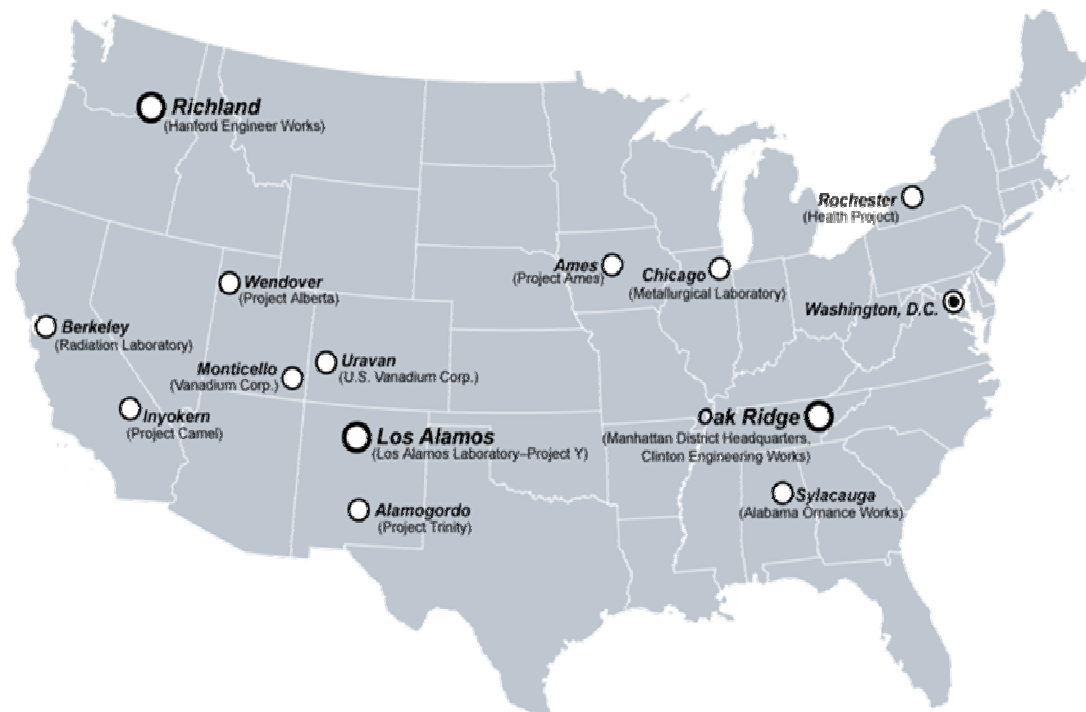 Richland
(Hanford Engineer Works)
Rochester
(Health Project)
Ames
(Project Ames)
Chicago
(Metallurgical Laboratory)
Wendover
(Project Alberta)
Washington, D.C.
Berkeley
(Radiation Laboratory)
Monticello
(Vanadium Corp.)
Uravan
(U.S. Vanadium Corp.)
Inyokern
(Project Camel)
Los Alamos
(Los Alamos Laboratory–Project Y)
Oak Ridge
(Manhattan District Headquarters,
Clinton Engineering Works)
Alamogordo
(Project Trinity)
Sylacauga
(Alabama Ornance Works)